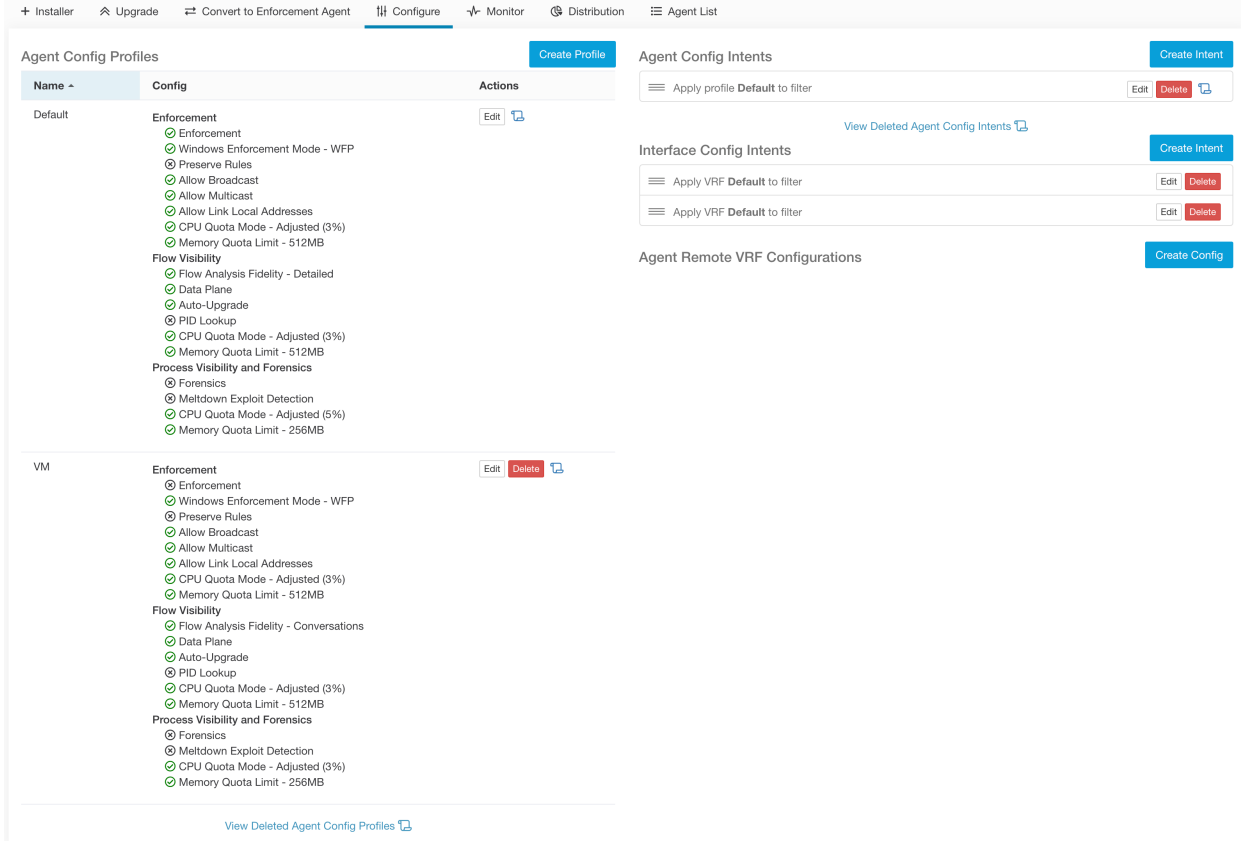 Installer
Upgrade
Convert to Enforcement Agent
Configure
Monitor
Distribution
Agent List
Agent Config Profiles
Create Profile
Name
Config
Actions
Default
Edit
Enforcement
Enforcement
Windows Enforcement Mode - WFP
Preserve Rules
Allow Broadcast
Allow Multicast
Allow Link Local Addresses
CPU Quota Mode - Adjusted (3%)
Memory Quota Limit - 512MB
Flow Visibility
Flow Analysis Fidelity - Detailed
Data Plane
Auto-Upgrade
PID Lookup
CPU Quota Mode - Adjusted (3%)
Memory Quota Limit - 512MB
Process Visibility and Forensics
Forensics
Meltdown Exploit Detection
CPU Quota Mode - Adjusted (5%)
Memory Quota Limit - 256MB
VM
Edit
Delete
Enforcement
Enforcement
Windows Enforcement Mode - WFP
Preserve Rules
Allow Broadcast
Allow Multicast
Allow Link Local Addresses
CPU Quota Mode - Adjusted (3%)
Memory Quota Limit - 512MB
Flow Visibility
Flow Analysis Fidelity - Conversations
Data Plane
Auto-Upgrade
PID Lookup
CPU Quota Mode - Adjusted (3%)
Memory Quota Limit - 512MB
Process Visibility and Forensics
Forensics
Meltdown Exploit Detection
CPU Quota Mode - Adjusted (3%)
Memory Quota Limit - 256MB
View Deleted Agent Config Profiles
Agent Config Intents
Create Intent
Apply profile Default to filter
Edit
Delete
View Deleted Agent Config Intents
Interface Config Intents
Create Intent
Apply VRF Default to filter
Edit
Delete
Apply VRF Default to filter
Edit
Delete
Agent Remote VRF Configurations
Create Config